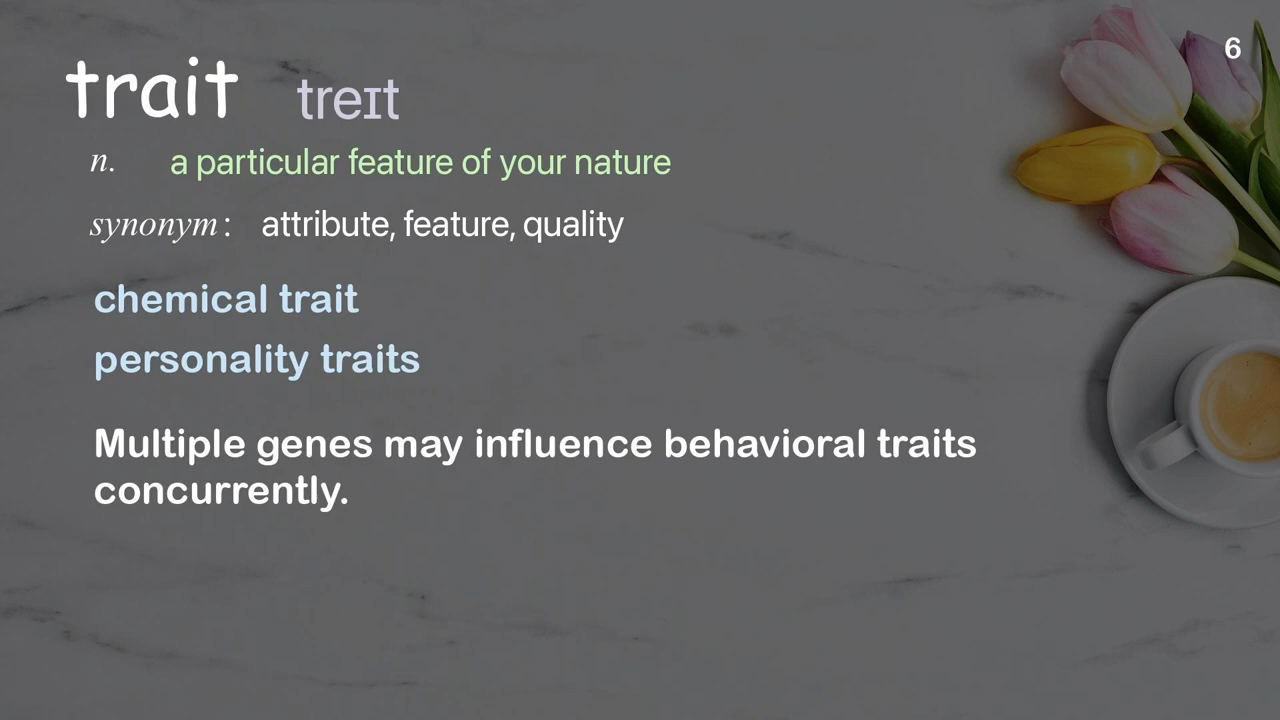 6
trait treɪt
n. a particular feature of your nature
synonym: attribute, feature, quality
chemical trait
personality traits
Multiple genes may influence behavioral traits
concurrently.